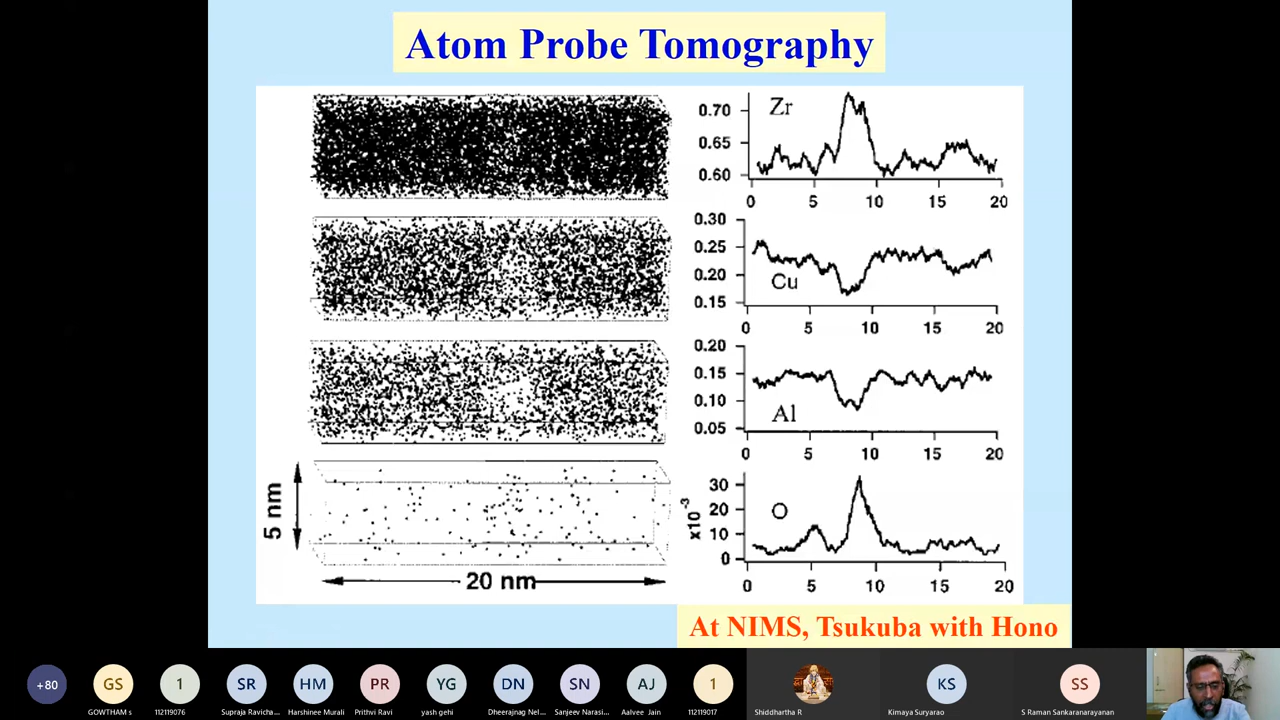 Atom Probe Tomography
Zr
0.70
0.65
0.60
0 5 10 15 20
0.30
0.25
0.20
0.15
Cu
0 5 10 15 20
0.20
0.15
0.10
0.05
Al
0 5 10 15 20
30
20
10
0
x10⁻³
O
0 5 10 15 20
5 nm
20 nm
At NIMS, Tsukuba with Hono
+80 GS 1 SR HM PR YG DN SN AJ 1 KS SS
GOWTHAM s 112119076 Supraja Ravicha... Harshinee Murali Prithvi Ravi yash gehi Dheerajnag Nel... Sanjeev Narasi... Aalvee Jain 112119017 Shiddhartha R Kimaya Suryarao S Raman Sankaranarayanan